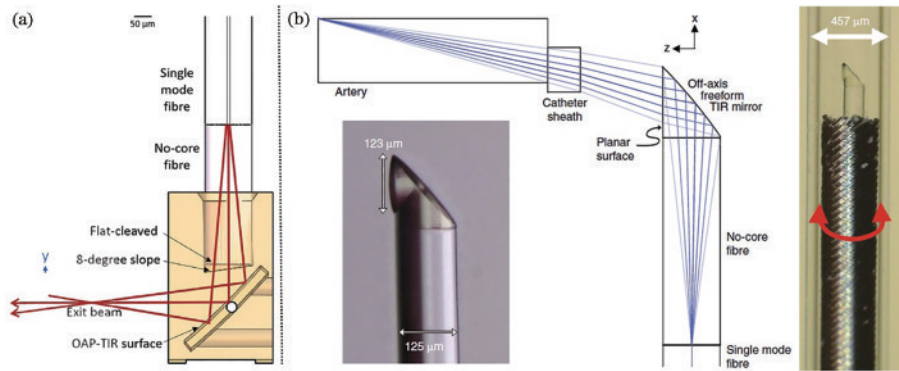 (a)
50 μm
Single
mode
fibre
No-core
fibre
Flat-cleaved
8-degree slope
y
Exit beam
OAP-TIR surface
(b)
x
z
Artery
Catheter
sheath
Off-axis
freeform
TIR mirror
Planar
surface
No-core
fibre
Single mode
fibre
123 μm
125 μm
457 μm